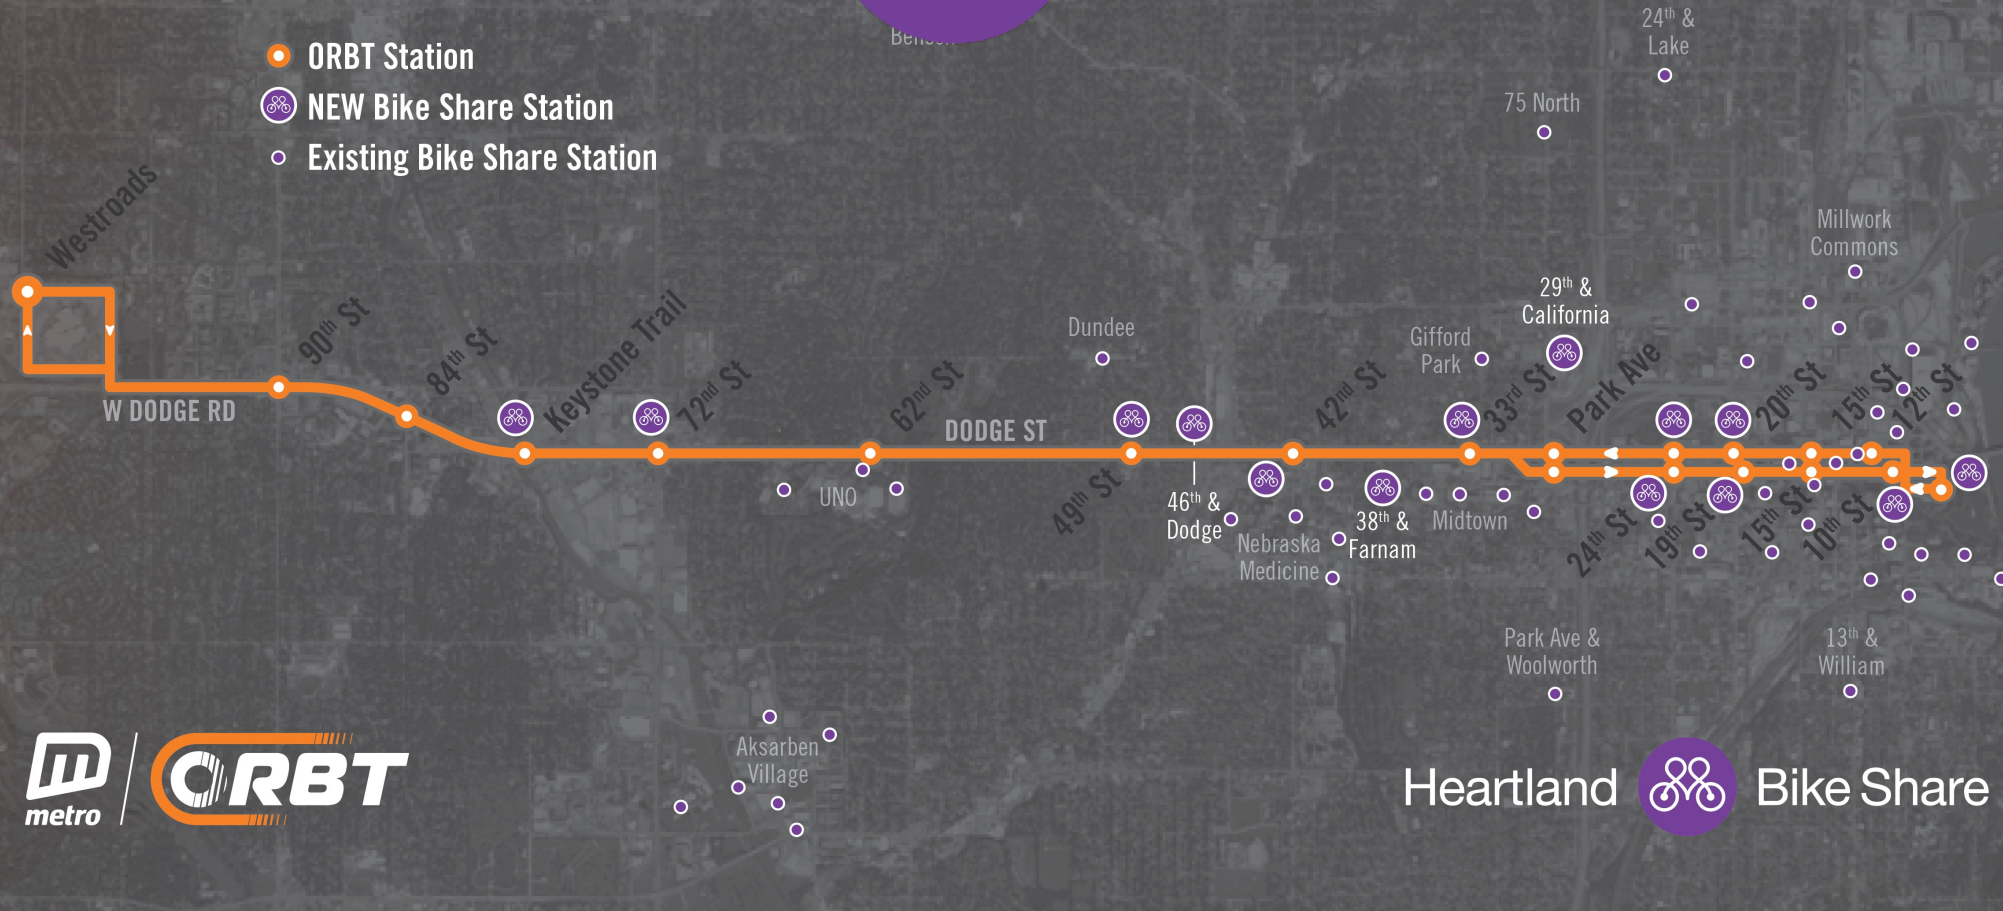 ORBT Station
NEW Bike Share Station
Existing Bike Share Station
24th &
Lake
75 North
Millwork
Commons
29th &
California
Gifford
Park
Dundee
Westroads
90th St
84th St
Keystone Trail
72nd St
62nd St
42nd St
33rd St
Park Ave
20th St
15th St
12th St
W DODGE RD
DODGE ST
UNO
49th St
46th &
Dodge
Nebraska
Medicine
38th &
Farnam
Midtown
24th St
19th St
15th St
10th St
Park Ave &
Woolworth
13th &
William
Aksarben
Village
metro
ORBT
Heartland Bike Share